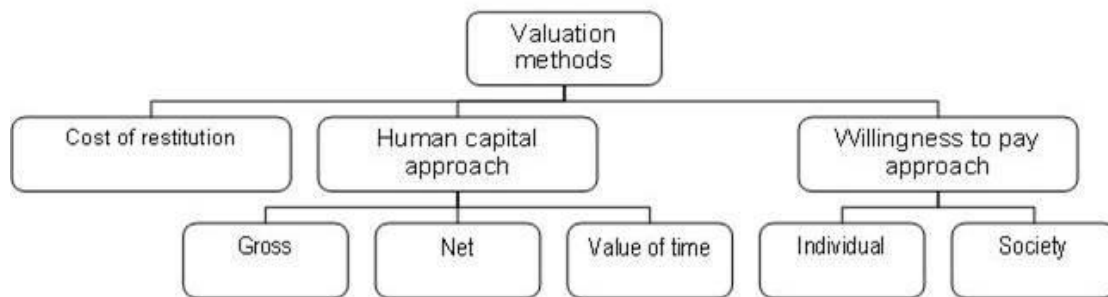 Valuation
methods
Cost of restitution
Human capital
approach
Willingness to pay
approach
Gross
Net
Value of time
Individual
Society